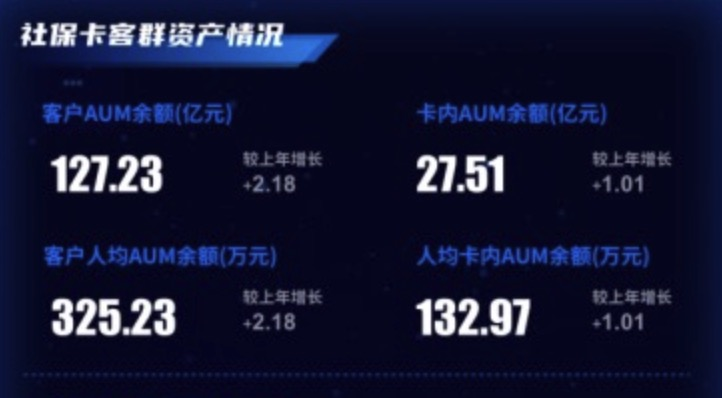 社保卡客群资产情况
客户AUM余额(亿元)
127.23
较上年增长
+2.18
卡内AUM余额(亿元)
27.51
较上年增长
+1.01
客户人均AUM余额(万元)
325.23
较上年增长
+2.18
人均卡内AUM余额(万元)
132.97
较上年增长
+1.01